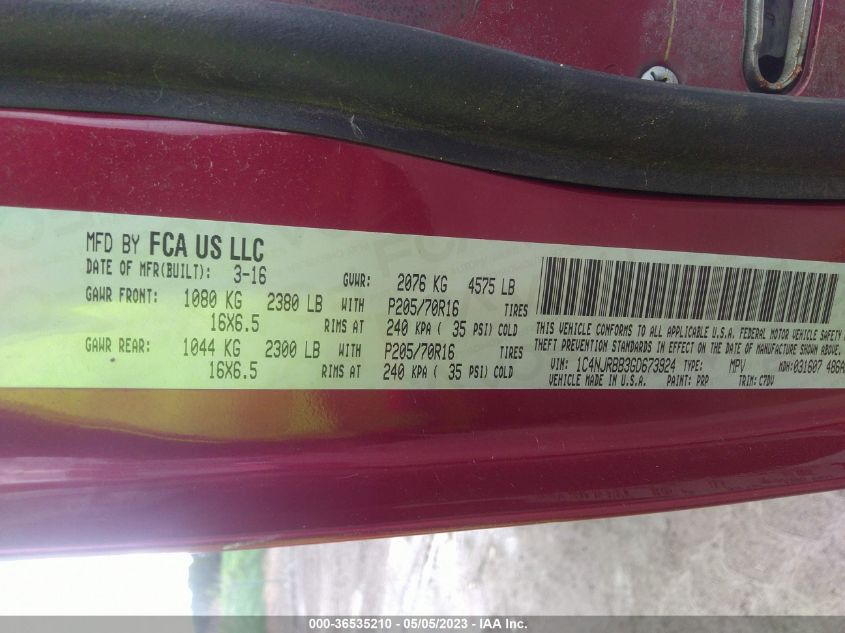 MFD BY FCA US LLC
DATE OF MFR(BUILT): 3-16 GVWR: 2076 KG 4575 LB
GAWR FRONT: 1080 KG 2380 LB WITH P205/70R16 TIRES
16X6.5 RIMS AT 240 KPA ( 35 PSI) COLD
GAWR REAR: 1044 KG 2300 LB WITH P205/70R16 TIRES
16X6.5 RIMS AT 240 KPA ( 35 PSI) COLD
THIS VEHICLE CONFORMS TO ALL APPLICABLE U.S.A. FEDERAL MOTOR VEHICLE SAFETY
THEFT PREVENTION STANDARDS IN EFFECT ON THE DATE OF MANUFACTURE SHOWN ABOVE.
VIN: 1C4NJRBB3GD673924 TYPE: MPV MDH:031607 486A
VEHICLE MADE IN U.S.A. PAINT: PRP TRIM: C7DV
000-36535210 - 05/05/2023 - IAA Inc.